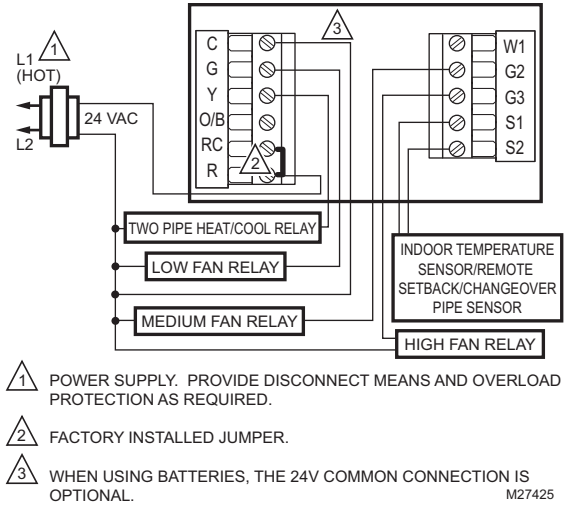 3
1
L1
(HOT)
24 VAC
L2
C
G
Y
O/B
RC
R
2
W1
G2
G3
S1
S2
TWO PIPE HEAT/COOL RELAY
LOW FAN RELAY
MEDIUM FAN RELAY
INDOOR TEMPERATURE
SENSOR/REMOTE
SETBACK/CHANGEOVER
PIPE SENSOR
HIGH FAN RELAY
1 POWER SUPPLY. PROVIDE DISCONNECT MEANS AND OVERLOAD
PROTECTION AS REQUIRED.
2 FACTORY INSTALLED JUMPER.
3 WHEN USING BATTERIES, THE 24V COMMON CONNECTION IS
OPTIONAL.
M27425